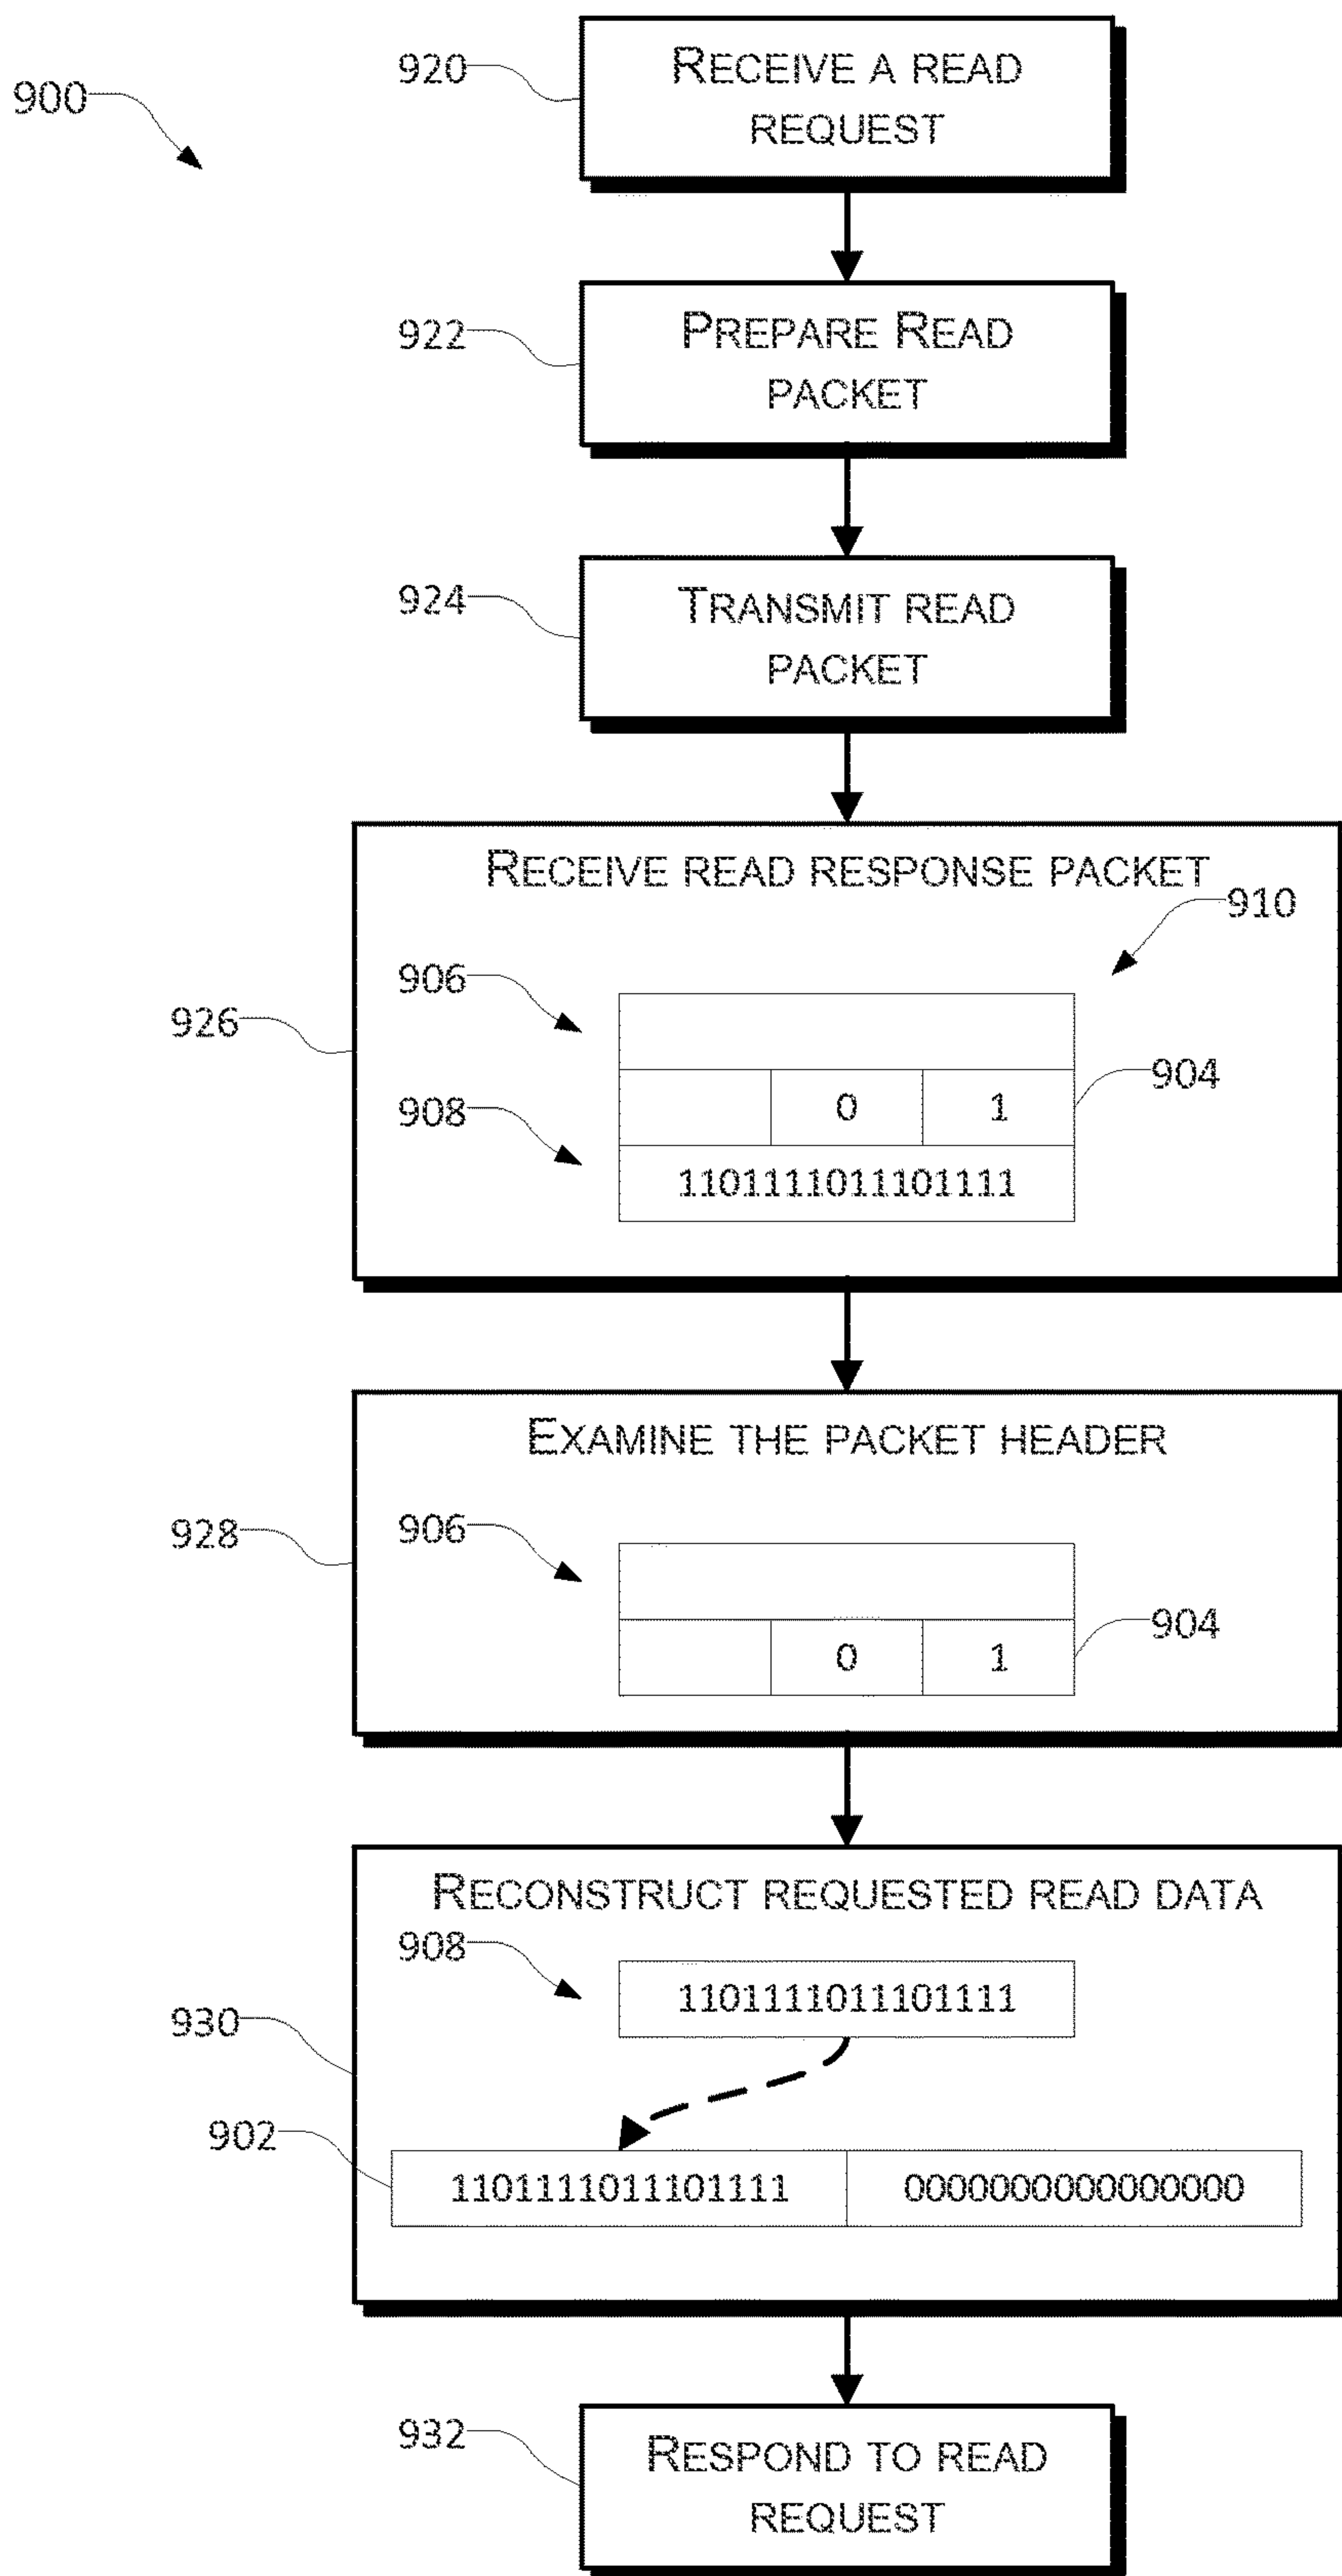 900
920
RECEIVE A READ
REQUEST
922
PREPARE READ
PACKET
924
TRANSMIT READ
PACKET
926
RECEIVE READ RESPONSE PACKET
910
906
904
0 1
908
1101111011101111
928
EXAMINE THE PACKET HEADER
906
904
0 1
930
RECONSTRUCT REQUESTED READ DATA
908
1101111011101111
902
1101111011101111 0000000000000000
932
RESPOND TO READ
REQUEST